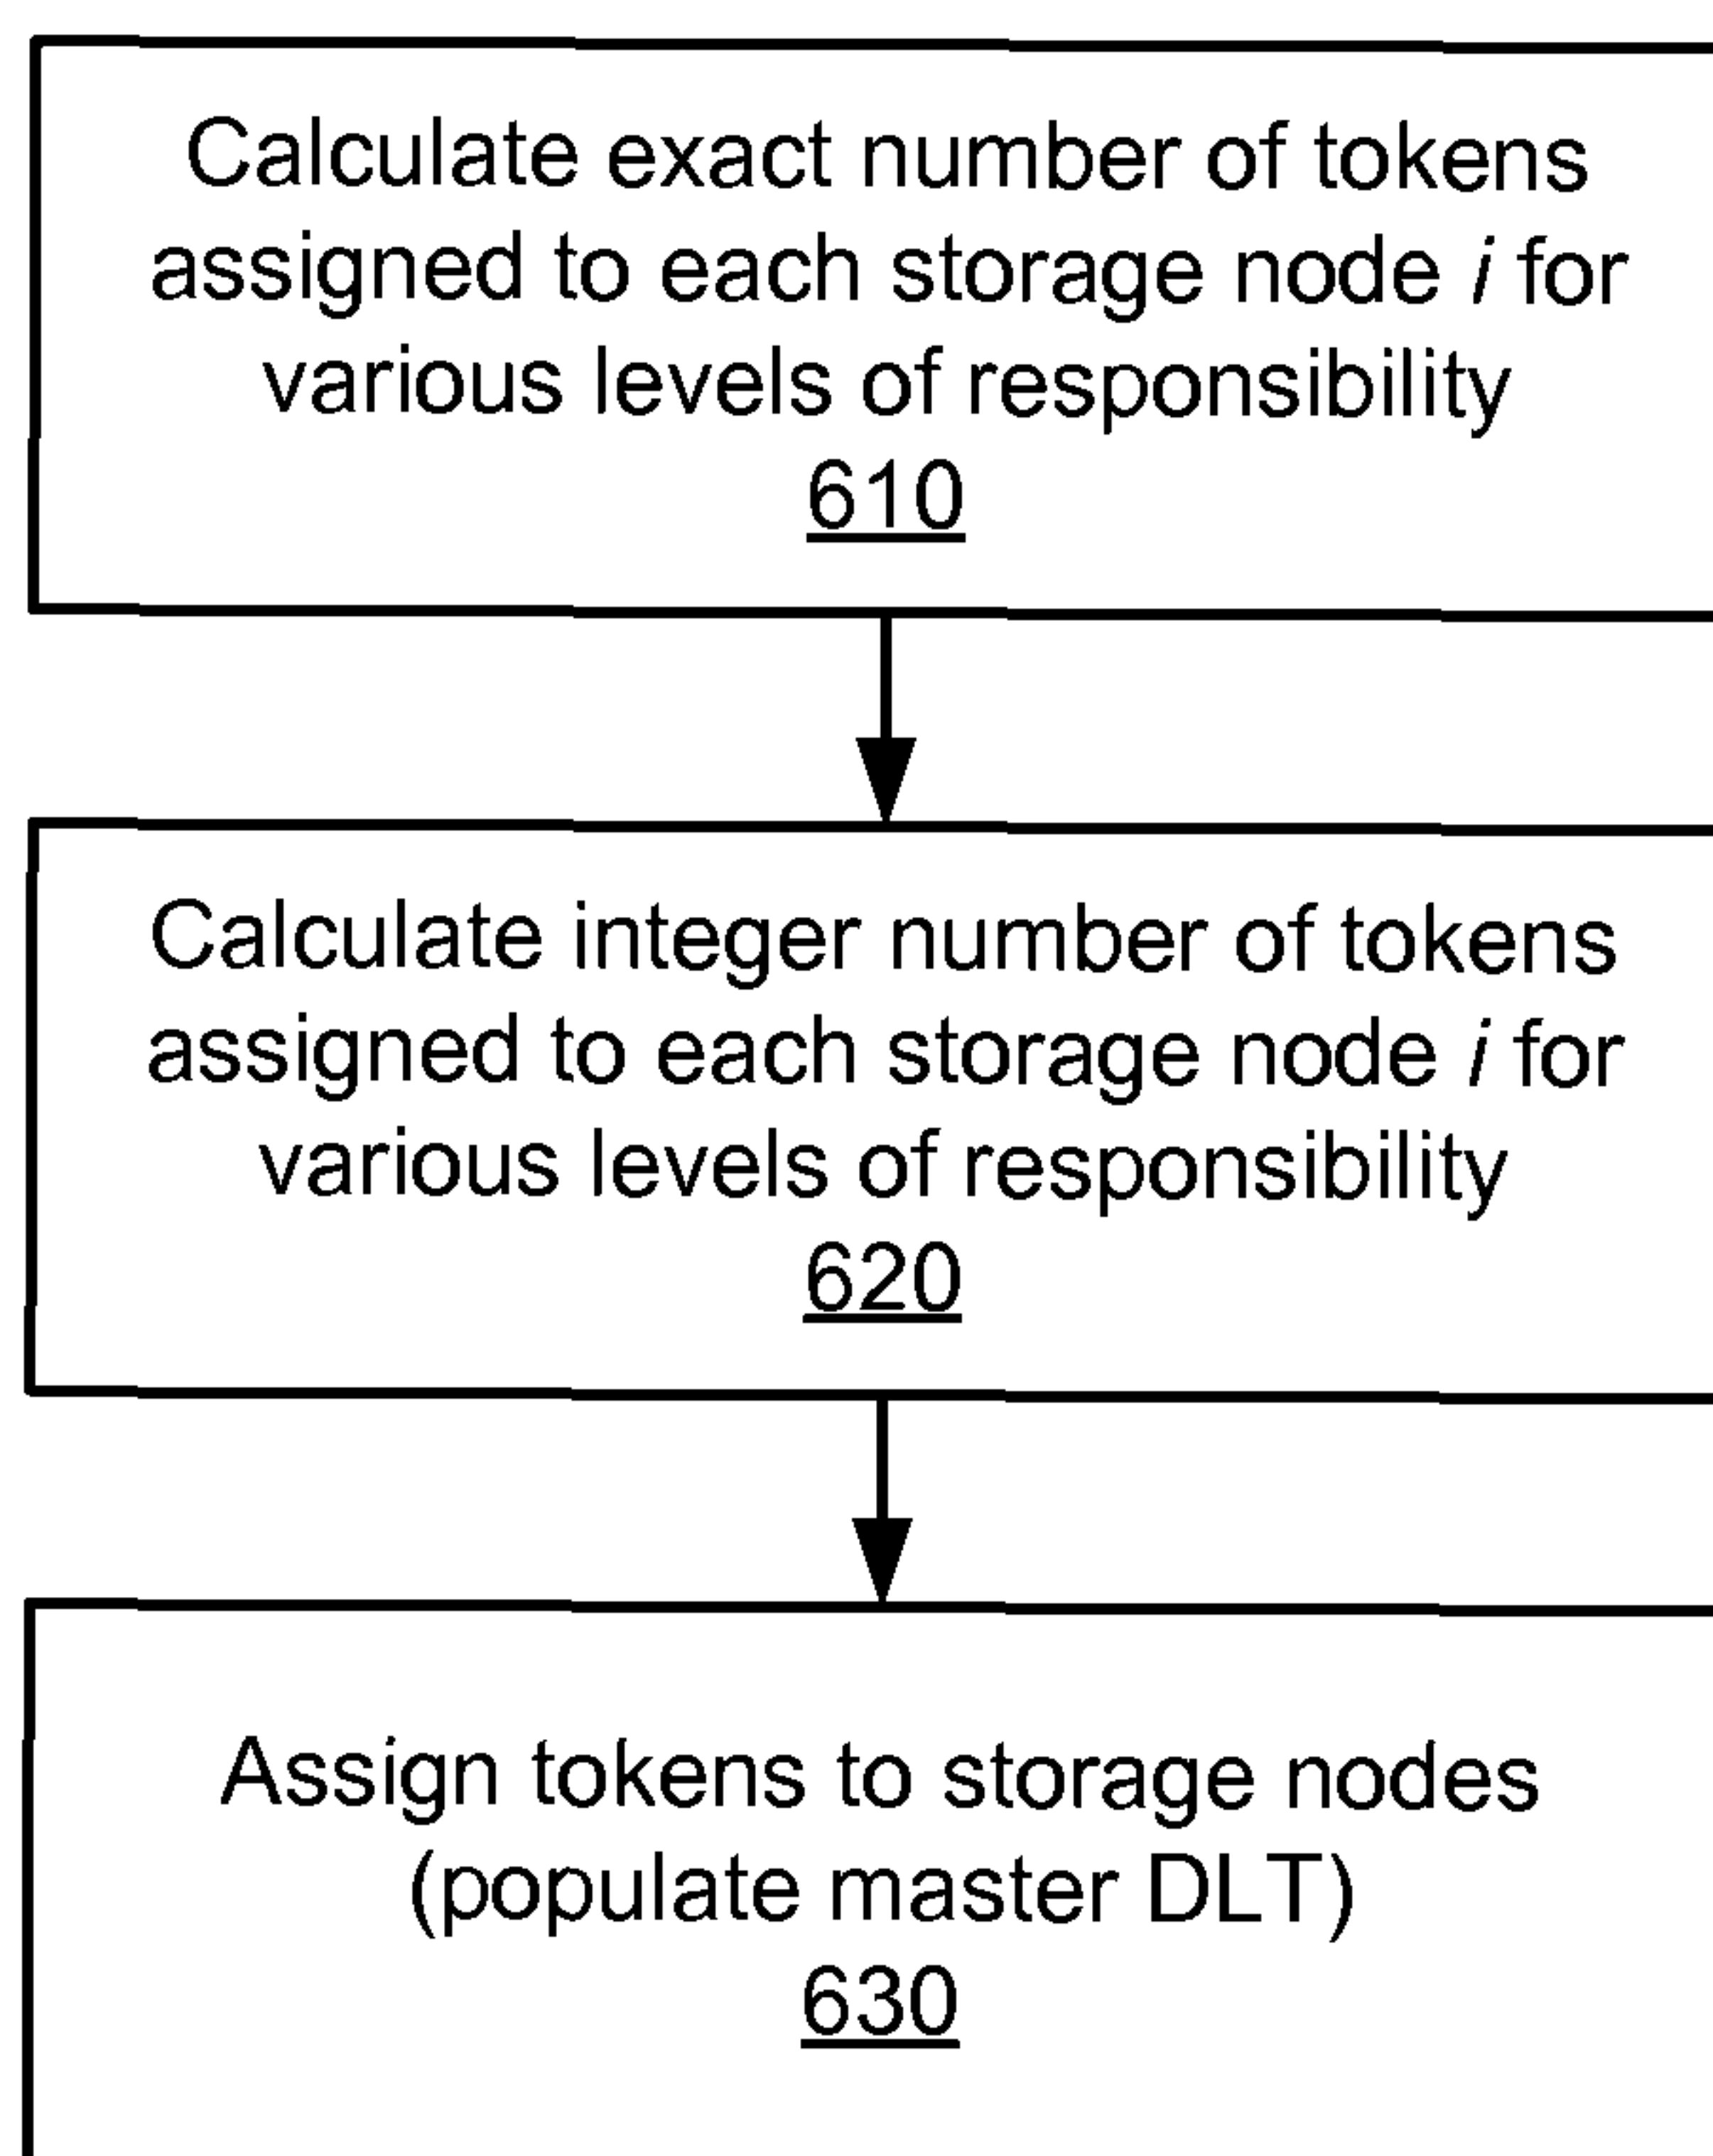 Calculate exact number of tokens
assigned to each storage node i for
various levels of responsibility
610
Calculate integer number of tokens
assigned to each storage node i for
various levels of responsibility
620
Assign tokens to storage nodes
(populate master DLT)
630